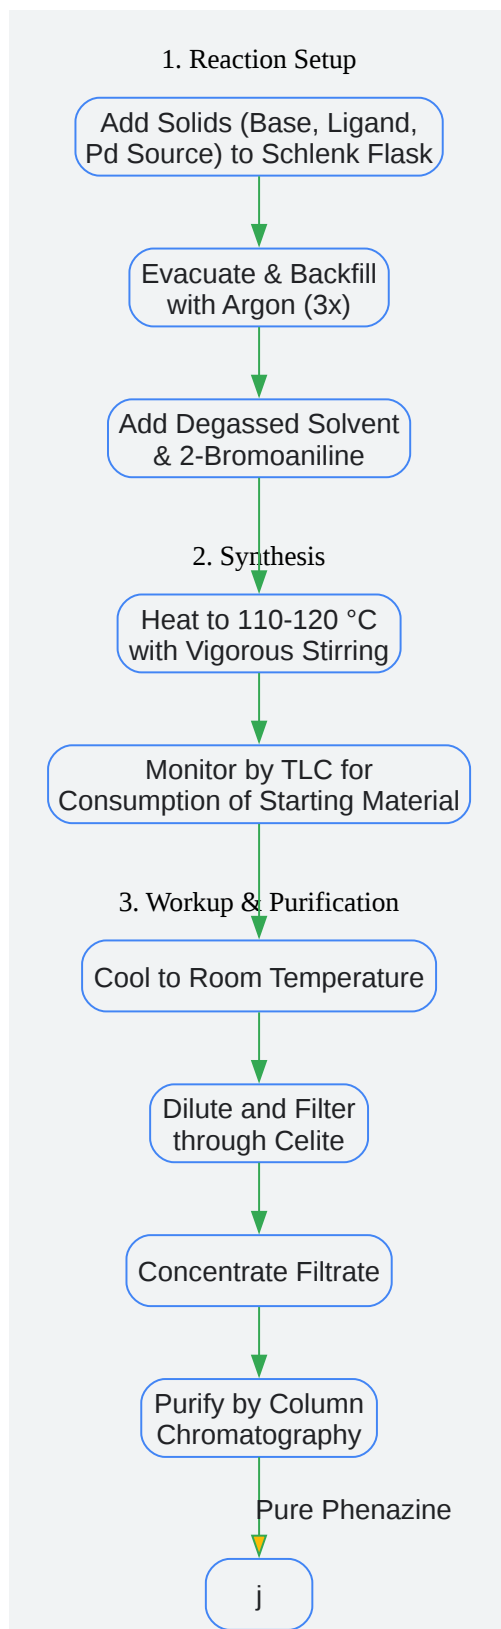 1. Reaction Setup
Add Solids (Base, Ligand,
Pd Source) to Schlenk Flask
Evacuate & Backfill
with Argon (3x)
Add Degassed Solvent
& 2-Bromoaniline
2. Synthesis
Heat to 110-120 °C
with Vigorous Stirring
Monitor by TLC for
Consumption of Starting Material
3. Workup & Purification
Cool to Room Temperature
Dilute and Filter
through Celite
Concentrate Filtrate
Purify by Column
Chromatography
Pure Phenazine
j